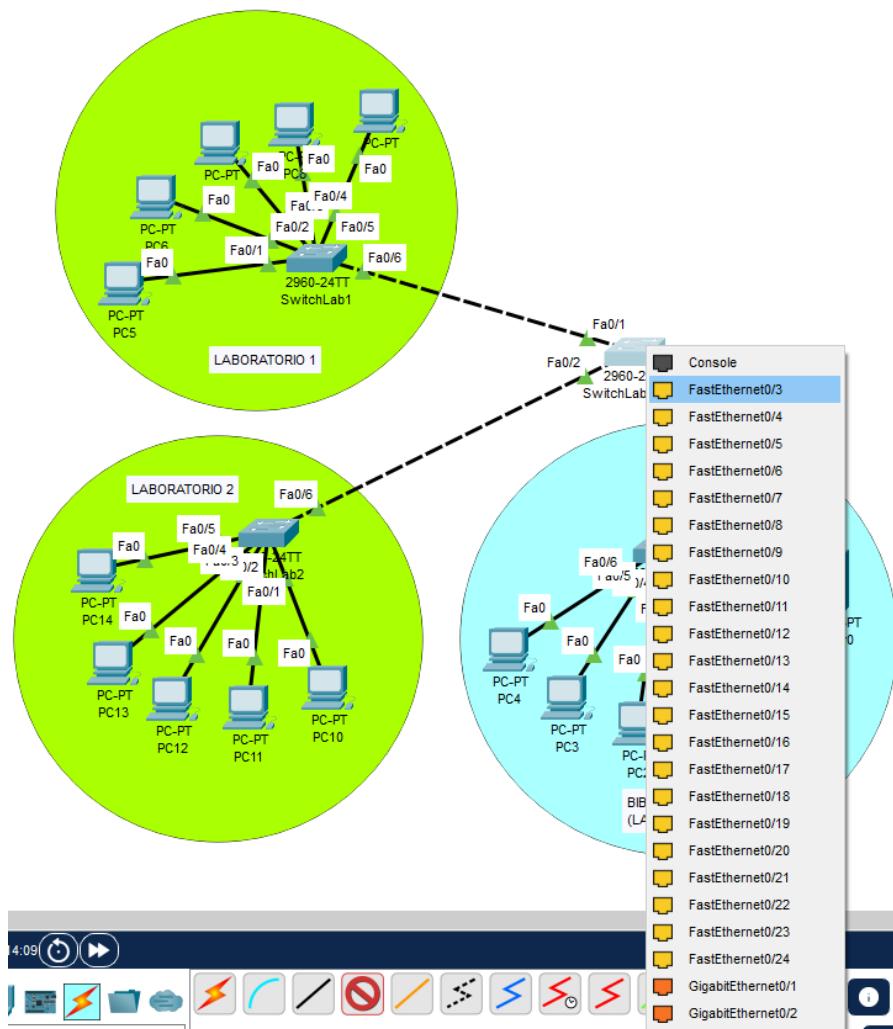 PC-PT
PC-PT
Fa0
Fa0
Fa0
PC-PT
Fa0
Fa0/4
Fa0/2
Fa0/5
Fa0
Fa0/1
Fa0/6
2960-24TT
SwitchLab1
PC-PT
PC5
LABORATORIO 1
Fa0/1
Fa0/2
SwitchLab
Console
FastEthernet0/3
FastEthernet0/4
FastEthernet0/5
FastEthernet0/6
FastEthernet0/7
FastEthernet0/8
FastEthernet0/9
FastEthernet0/10
FastEthernet0/11
FastEthernet0/12
FastEthernet0/13
FastEthernet0/14
FastEthernet0/15
FastEthernet0/16
FastEthernet0/17
FastEthernet0/18
FastEthernet0/19
FastEthernet0/20
FastEthernet0/21
FastEthernet0/22
FastEthernet0/23
FastEthernet0/24
GigabitEthernet0/1
GigabitEthernet0/2
LABORATORIO 2
Fa0/6
Fa0/5
Fa0/4
Fa0
Fa0/1
PC-PT
PC14
Fa0
Fa0
Fa0
Fa0
PC-PT
PC13
PC-PT
PC12
PC-PT
PC11
PC-PT
PC10
Fa0/6
Fa0
Fa0
Fa0
PC-PT
PC4
PC-PT
PC3
4:09